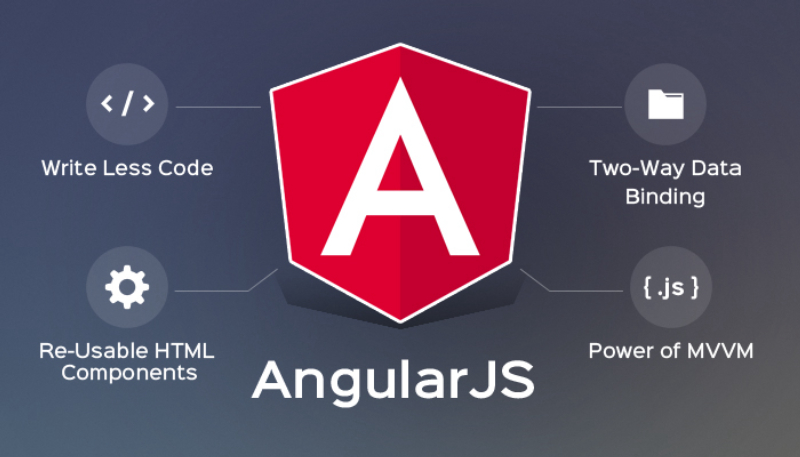 </>
Write Less Code
A
Two-Way Data
Binding
Re-Usable HTML
Components
{ .js }
Power of MVVM
AngularJS